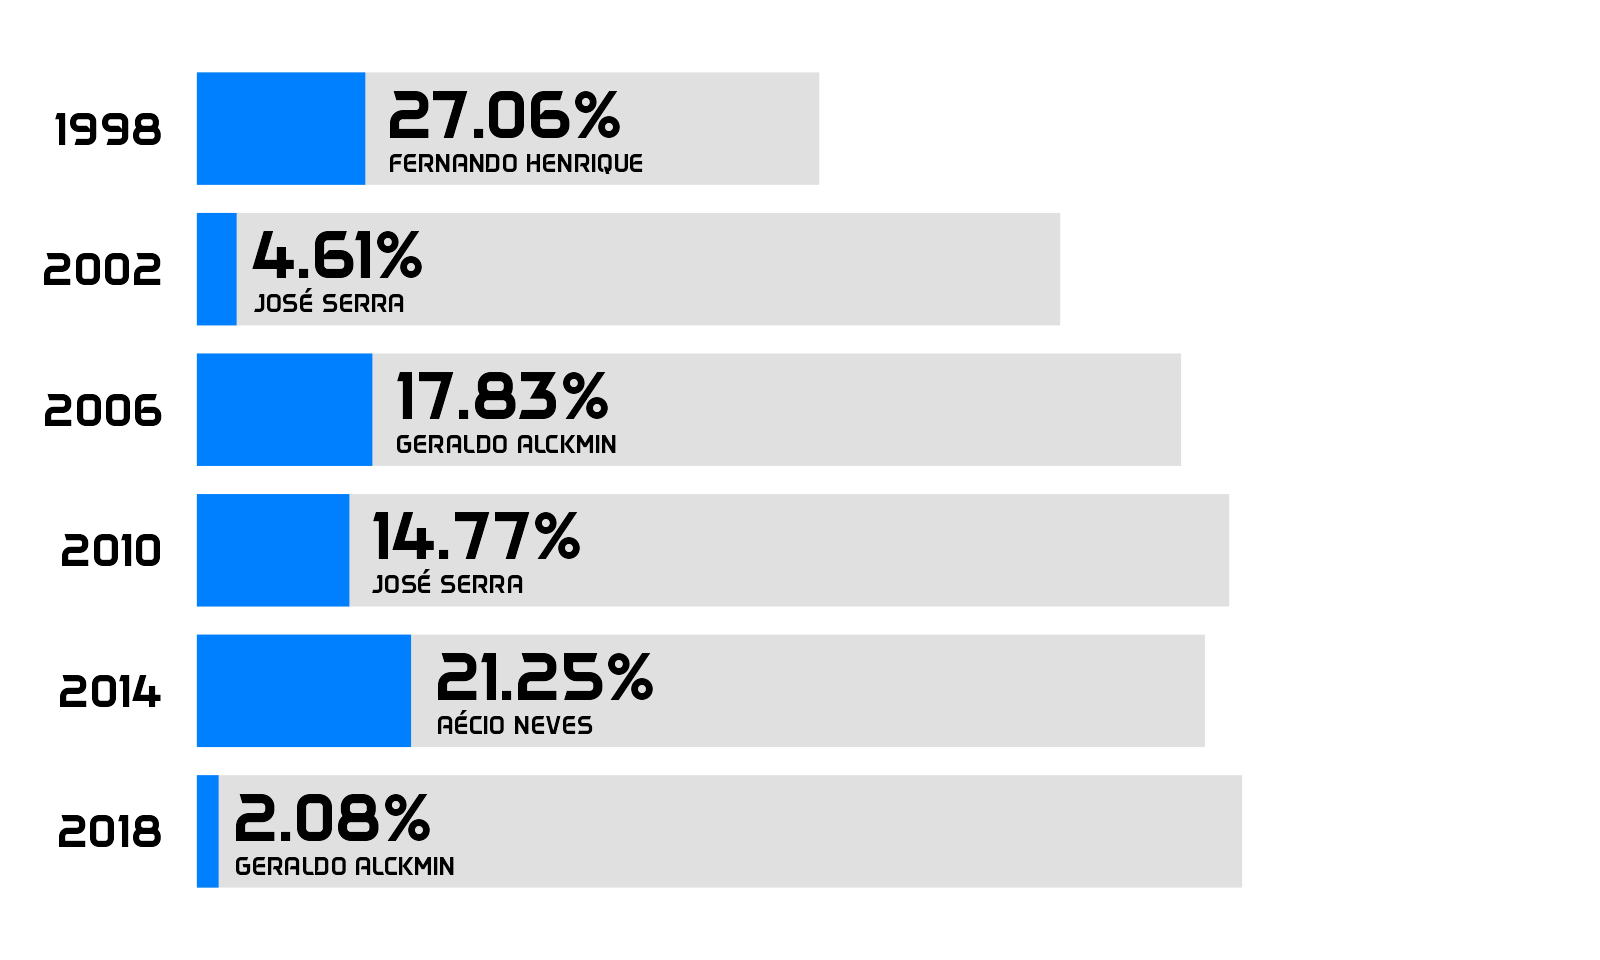 1998
27.06%
FERNANDO HENRIQUE
2002
4.61%
JOSÉ SERRA
2006
17.83%
GERALDO ALCKMIN
2010
14.77%
JOSÉ SERRA
2014
21.25%
AÉCIO NEVES
2018
2.08%
GERALDO ALCKMIN